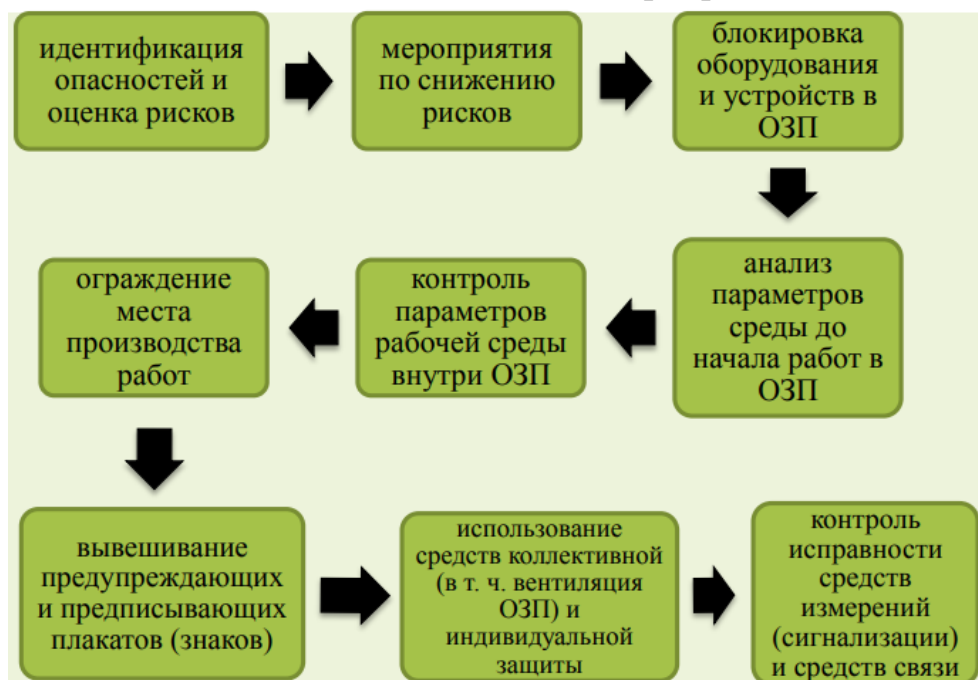 идентификация
опасностей и
оценка рисков
мероприятия
по снижению
рисков
блокировка
оборудования
и устройств в
ОЗП
анализ
параметров
среды до
начала работ в
ОЗП
контроль
параметров
рабочей среды
внутри ОЗП
ограждение
места
производства
работ
вывешивание
предупреждающих
и предписывающих
плакатов (знаков)
использование
средств коллективной
(в т. ч. вентиляция
ОЗП) и
индивидуальной
защиты
контроль
исправности
средств
измерений
(сигнализации)
и средств связи